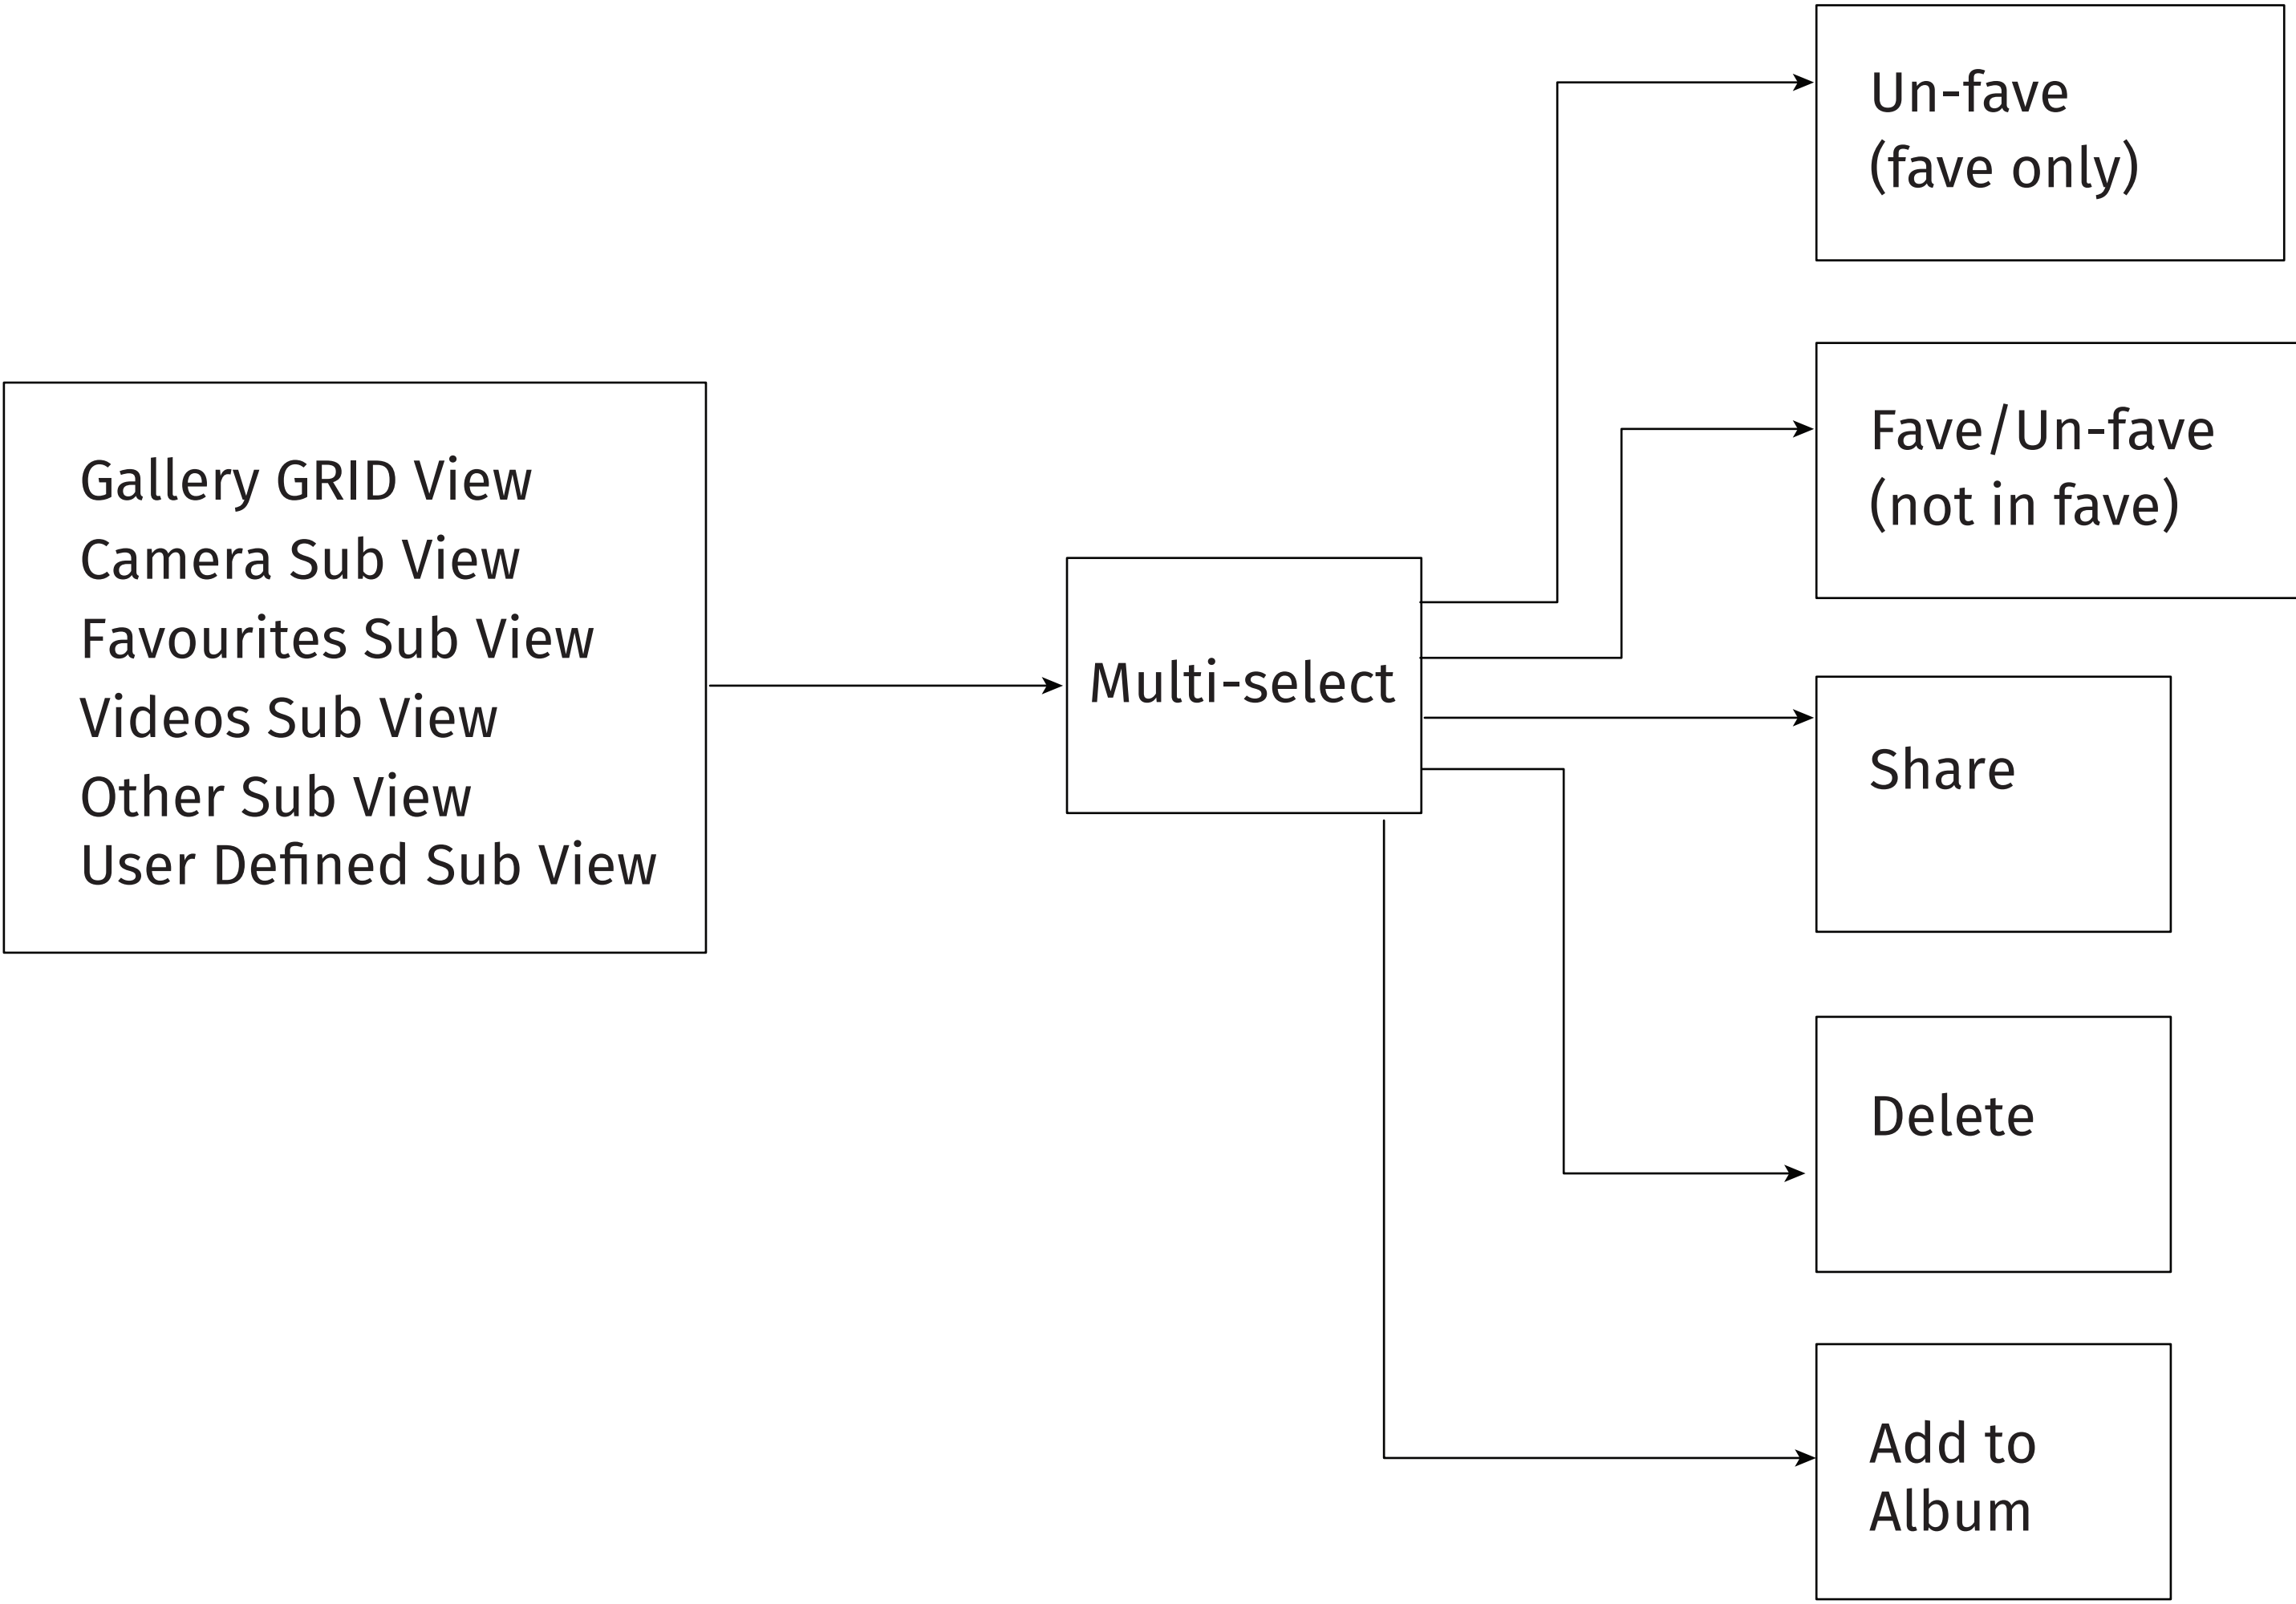 Gallery GRID View
Camera Sub View
Favourites Sub View
Videos Sub View
Other Sub View
User Defined Sub View
Multi-select
Un-fave
(fave only)
Fave/Un-fave
(not in fave)
Share
Delete
Add to
Album